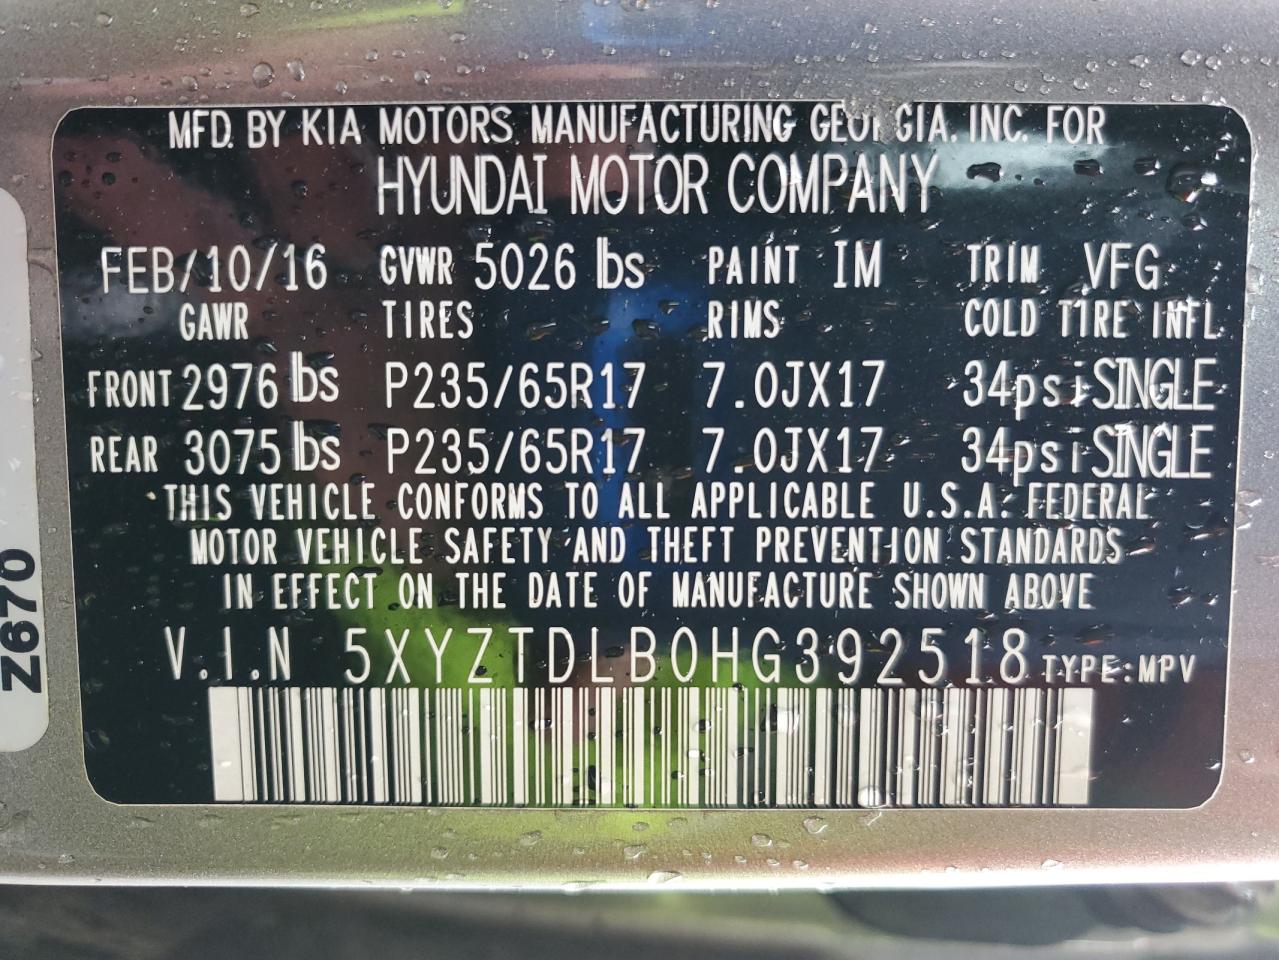 MFD. BY KIA MOTORS MANUFACTURING GEORGIA, INC. FOR
HYUNDAI MOTOR COMPANY
FEB/10/16 GVWR 5026 lbs PAINT IM TRIM VFG
GAWR TIRES RIMS COLD TIRE INFL
FRONT 2976 lbs P235/65R17 7.0JX17 34psi SINGLE
REAR 3075 lbs P235/65R17 7.0JX17 34psi SINGLE
THIS VEHICLE CONFORMS TO ALL APPLICABLE U.S.A. FEDERAL
MOTOR VEHICLE SAFETY AND THEFT PREVENTION STANDARDS
IN EFFECT ON THE DATE OF MANUFACTURE SHOWN ABOVE
V.I.N 5XYZTDLB0HG392518 TYPE:MPV
Z670